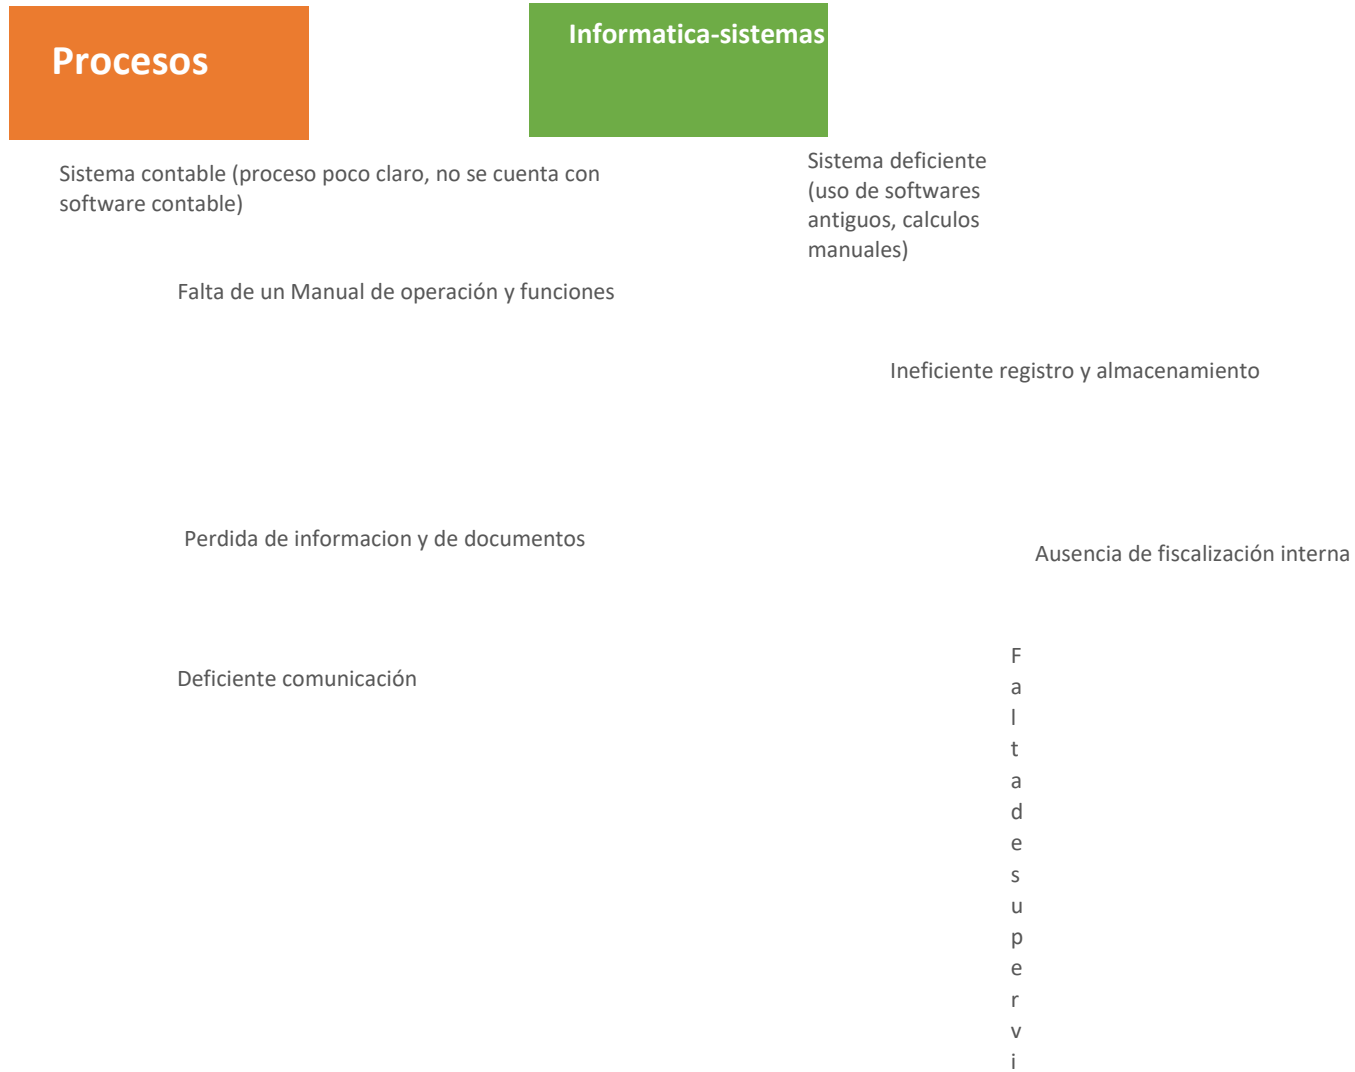 Procesos
Informatica-sistemas
Sistema contable (proceso poco claro, no se cuenta con
software contable)
Sistema deficiente
(uso de softwares
antiguos, calculos
manuales)
Falta de un Manual de operación y funciones
Ineficiente registro y almacenamiento
Perdida de informacion y de documentos
Ausencia de fiscalización interna
Deficiente comunicación
F
a
l
t
a
d
e
s
u
p
e
r
v
i